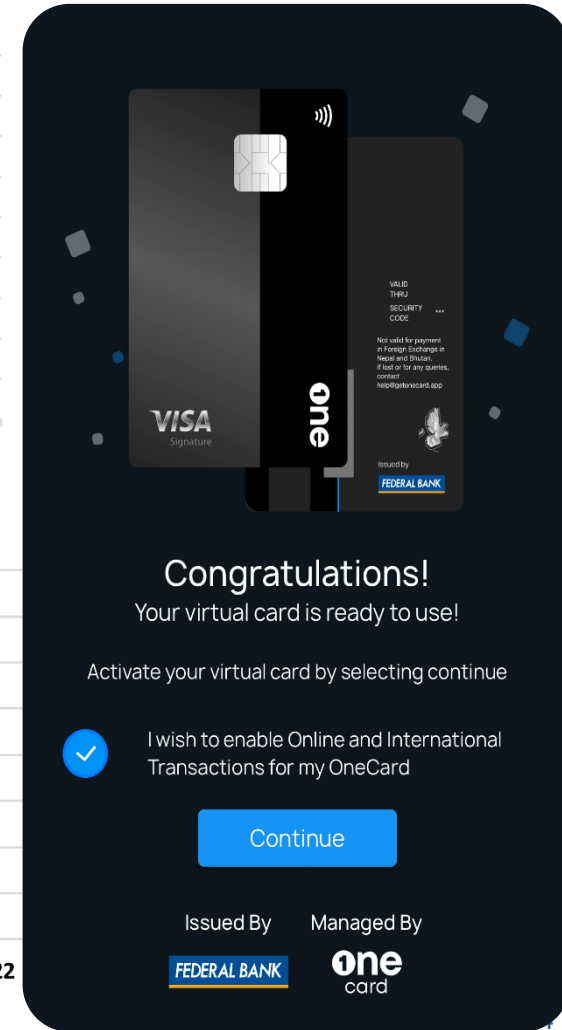 VISA
Signature
one
VALID
THRU
SECURITY
CODE ***
Not valid for payment
in Foreign Exchange in
Nepal and Bhutan.
If lost or for any queries,
contact
help@getonecard.app
Issued by
FEDERAL BANK
Congratulations!
Your virtual card is ready to use!
Activate your virtual card by selecting continue
I wish to enable Online and International
Transactions for my OneCard
Continue
Issued By Managed By
FEDERAL BANK one
card
22